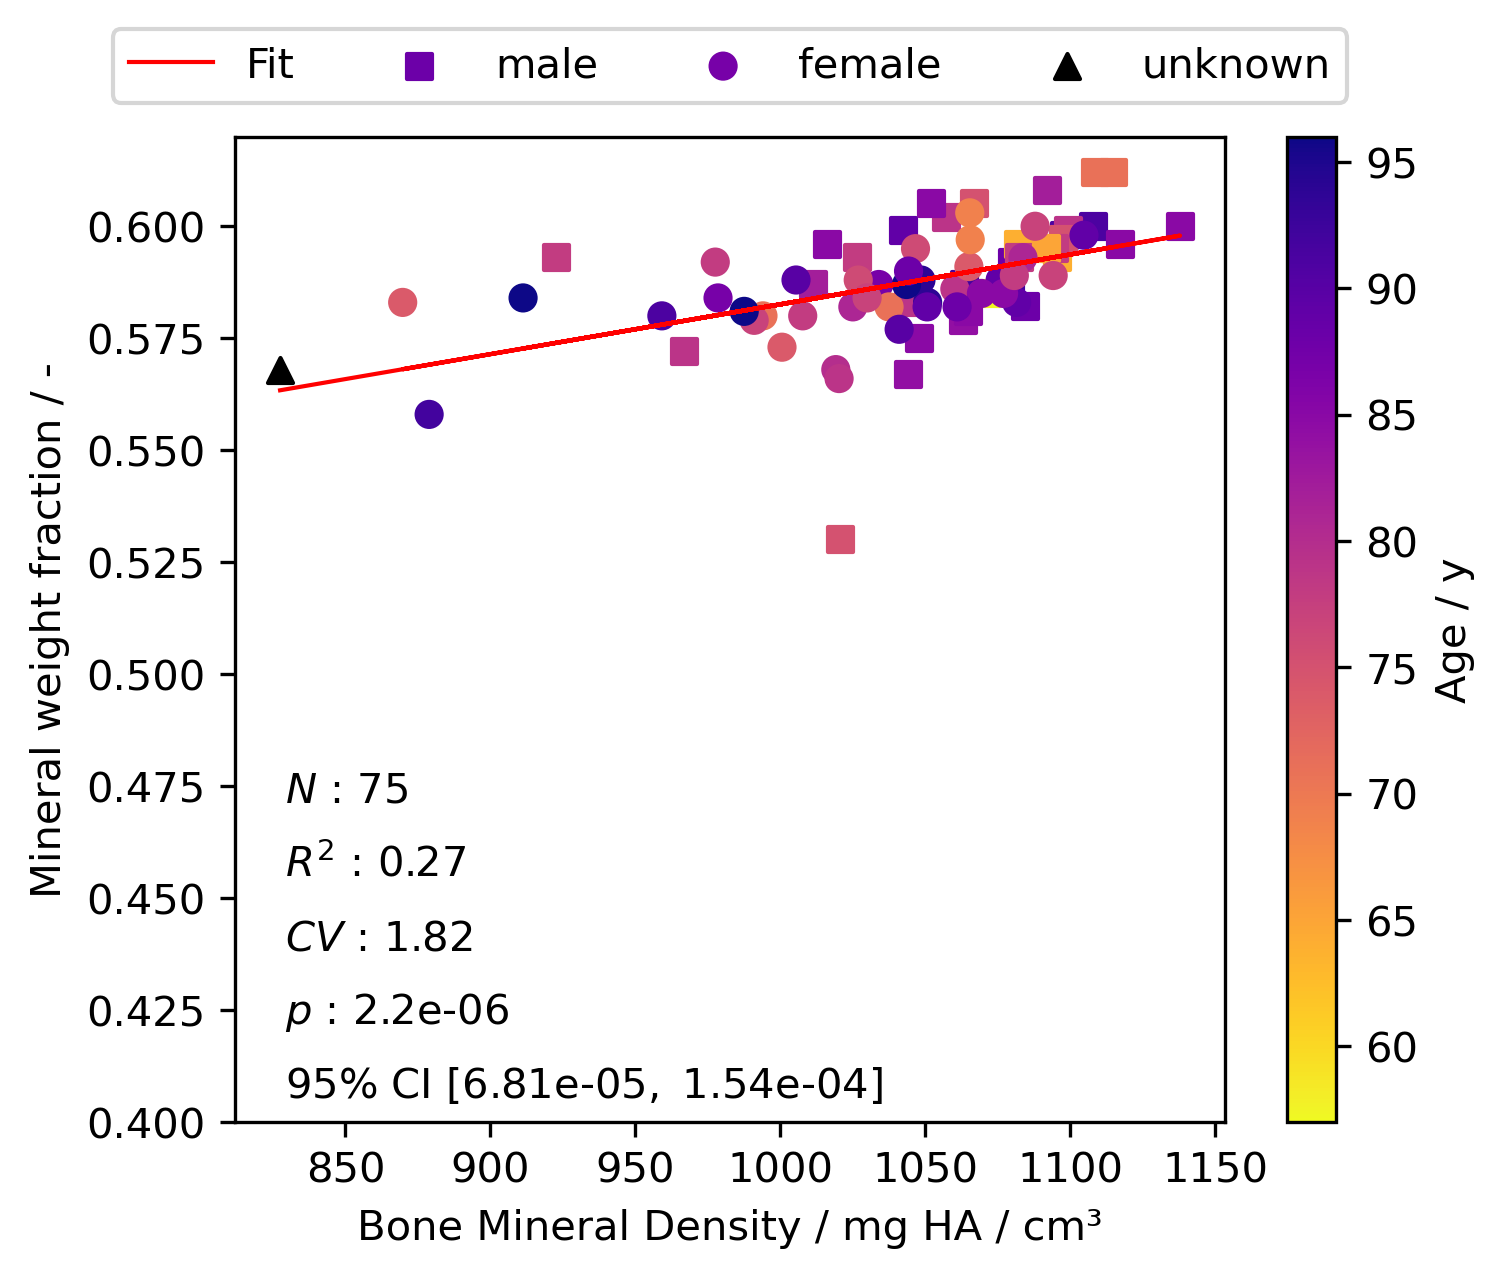 Fit male female unknown
0.600
0.575
0.550
0.525
0.500
0.475
0.450
0.425
0.400
Mineral weight fraction / -
N : 75
R² : 0.27
CV : 1.82
p : 2.2e-06
95% CI [6.81e-05, 1.54e-04]
850 900 950 1000 1050 1100 1150
Bone Mineral Density / mg HA / cm³
95
90
85
80
75
70
65
60
Age / y